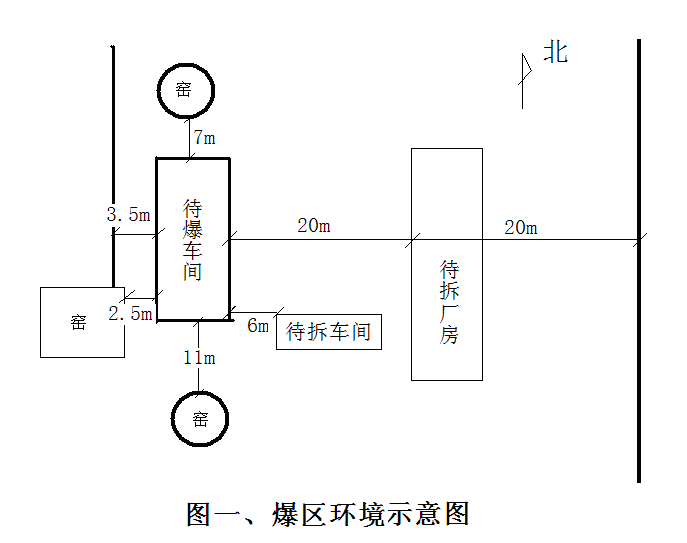 北
窑
7m
待爆车间
3.5m
20m
20m
待拆厂房
窑
2.5m
6m
待拆车间
11m
窑
图一、爆区环境示意图